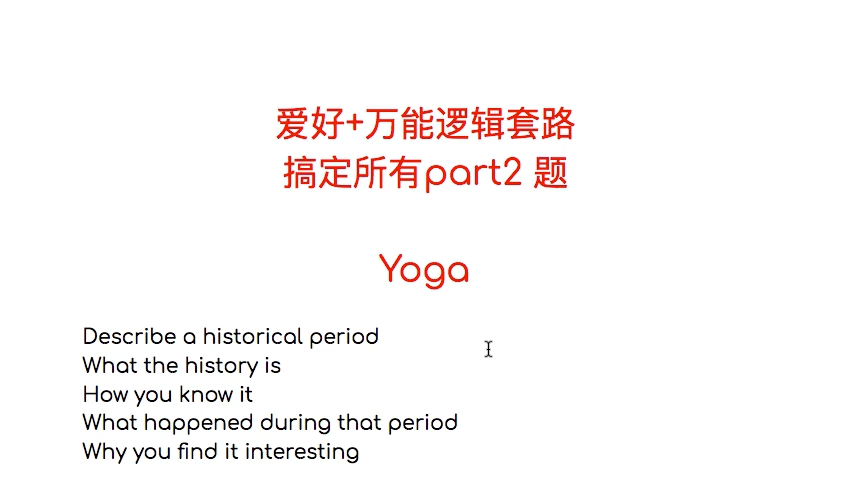 爱好+万能逻辑套路
搞定所有part2 题
Yoga
Describe a historical period
What the history is
How you know it
What happened during that period
Why you find it interesting